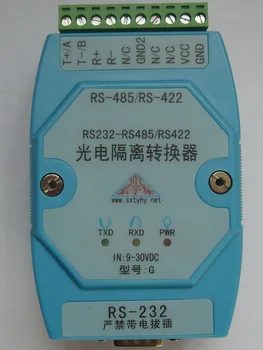 T+/A
T-/B
R+
R-
GND2
N/C
N/C
N/C
VCC
GND
RS-485/RS-422
RS232-RS485/RS422
光电隔离转换器
www.sxtyhy.net
TXD RXD PWR
IN:9-30VDC
型号:G
RS-232
严禁带电拔插